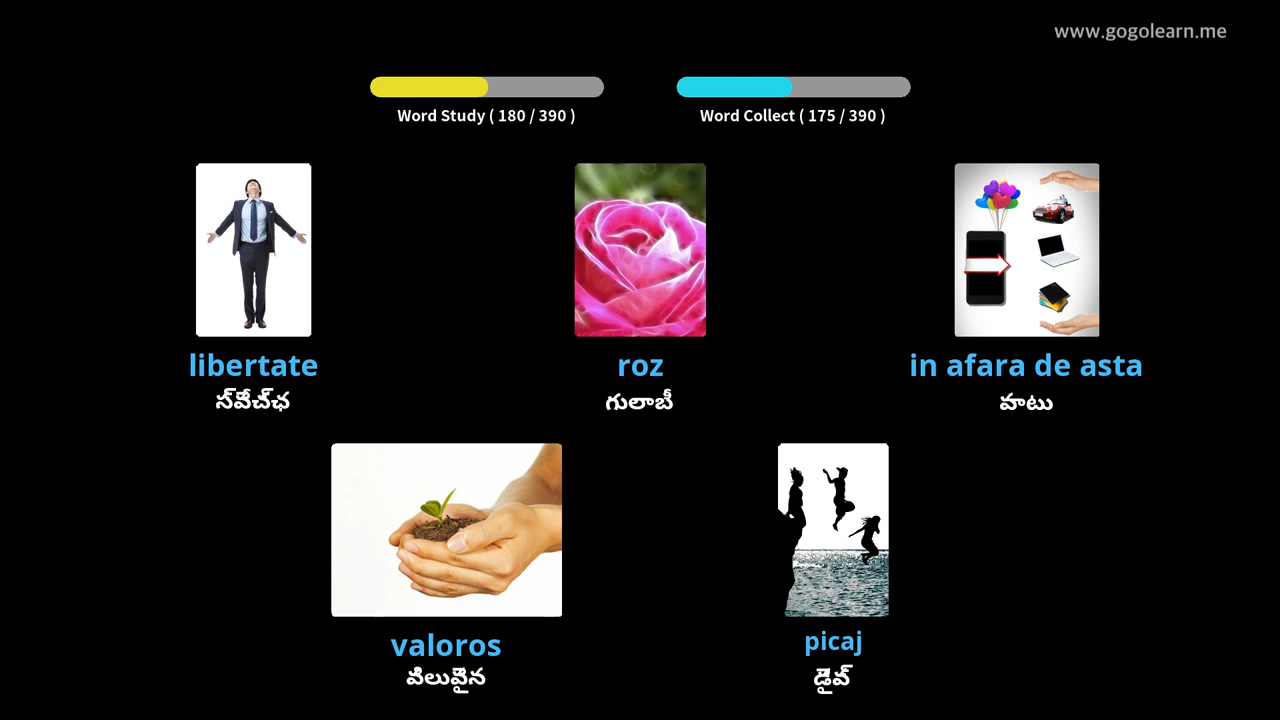 www.gogolearn.me
Word Study ( 180 / 390 )
Word Collect ( 175 / 390 )
libertate
స్వేచ్ఛ
roz
గులాబీ
in afara de asta
హాటు
valoros
విలువైన
picaj
డైవ్